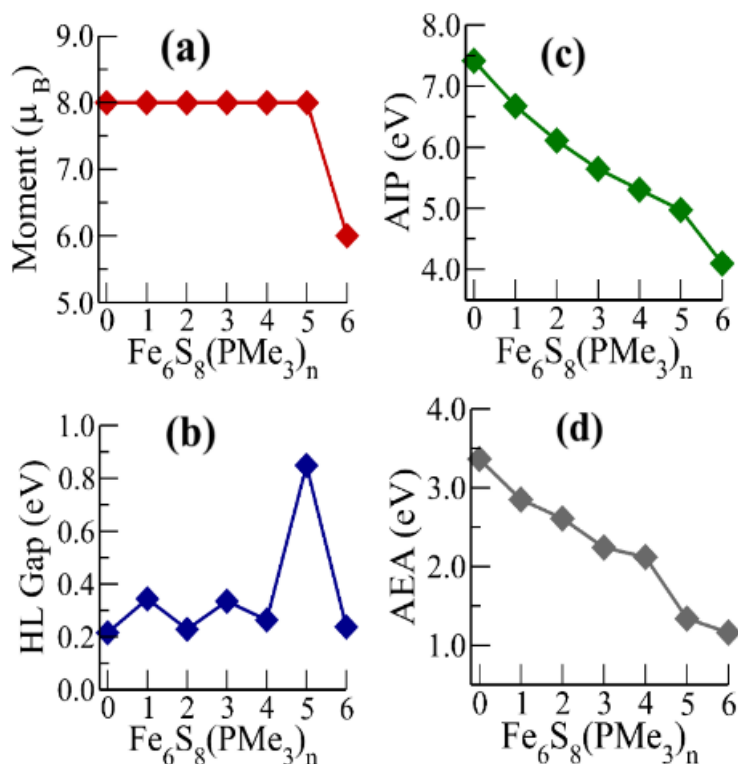 (a)
Moment (μB)
9.0
8.0
7.0
6.0
5.0
0 1 2 3 4 5 6
Fe6S8(PMe3)n
(c)
AIP (eV)
8.0
7.0
6.0
5.0
4.0
0 1 2 3 4 5 6
Fe6S8(PMe3)n
(b)
HL Gap (eV)
1.0
0.8
0.6
0.4
0.2
0.0
0 1 2 3 4 5 6
Fe6S8(PMe3)n
(d)
AEA (eV)
4.0
3.0
2.0
1.0
0 1 2 3 4 5 6
Fe6S8(PMe3)n